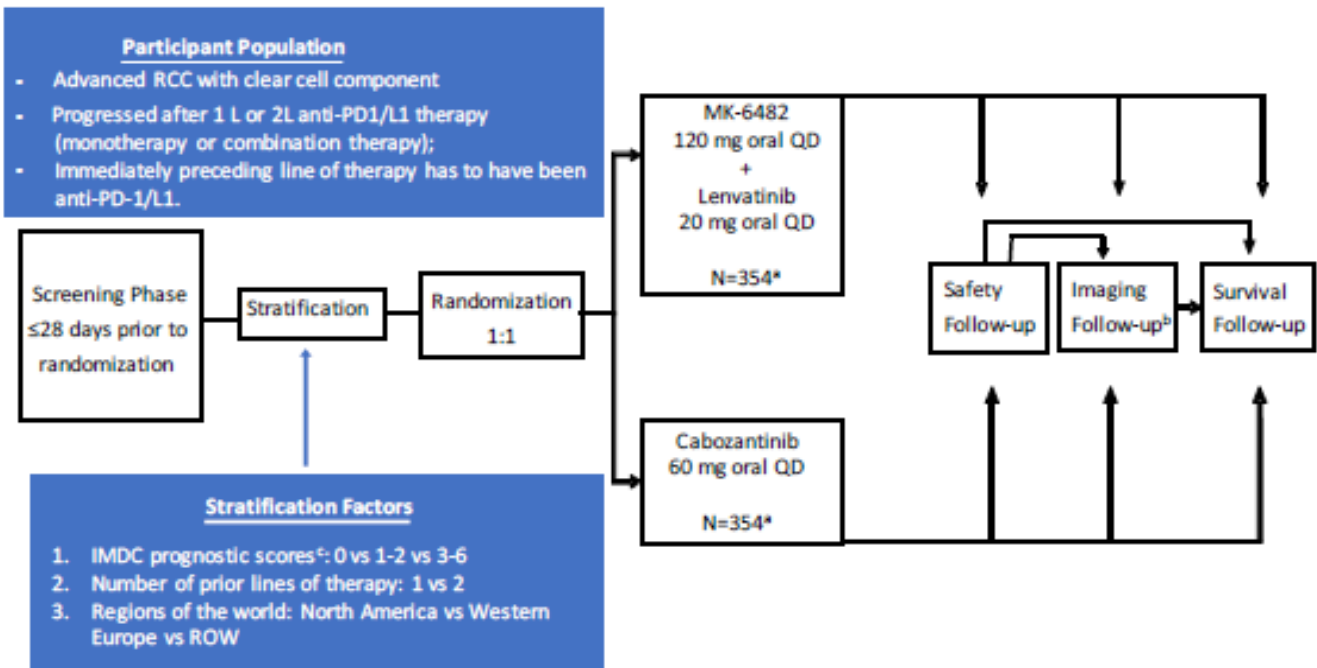 Participant Population
- Advanced RCC with clear cell component
- Progressed after 1 L or 2L anti-PD1/L1 therapy
(monotherapy or combination therapy);
- Immediately preceding line of therapy has to have been
anti-PD-1/L1.
Screening Phase
≤28 days prior to
randomization
Stratification
Randomization
1:1
MK-6482
120 mg oral QD
+
Lenvatinib
20 mg oral QD
N=354ᵃ
Cabozantinib
60 mg oral QD
N=354ᵃ
Safety
Follow-up
Imaging
Follow-upᵇ
Survival
Follow-up
Stratification Factors
1. IMDC prognostic scoresᶜ: 0 vs 1-2 vs 3-6
2. Number of prior lines of therapy: 1 vs 2
3. Regions of the world: North America vs Western
Europe vs ROW